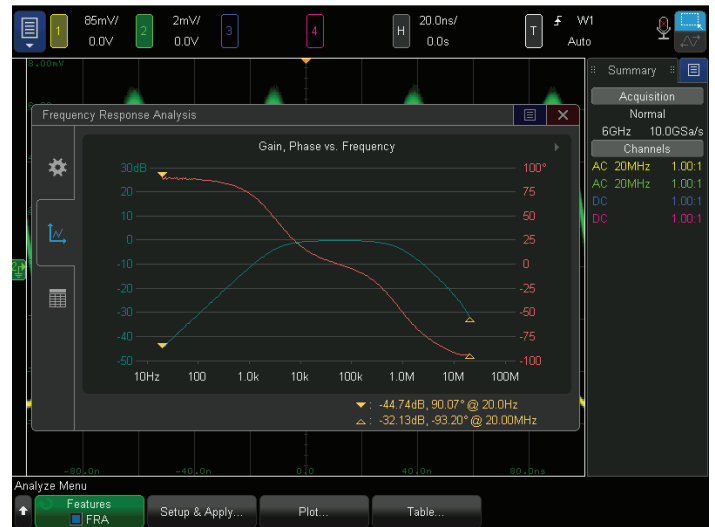 1 85mV/ 2 2mV/ 3 4 H 20.0ns/ T W1
0.0V 0.0V 0.0s Auto
8.00mV
Summary
Acquisition
Normal
6GHz 10.0GSa/s
Channels
AC 20MHz 1.00:1
AC 20MHz 1.00:1
DC 1.00:1
DC 1.00:1
Frequency Response Analysis
Gain, Phase vs. Frequency
30dB 100°
20 75
10 50
0 25
-10 0
-20 -25
-30 -50
-40 -75
-50 -100
10Hz 100 1.0k 10k 100k 1.0M 10M 100M
: -44.74dB, 90.07° @ 20.0Hz
: -32.13dB, -93.20° @ 20.00MHz
-80.0n -40.0n 0.0 40.0n 80.0ns
Analyze Menu
Features
FRA
Setup & Apply...
Plot...
Table...